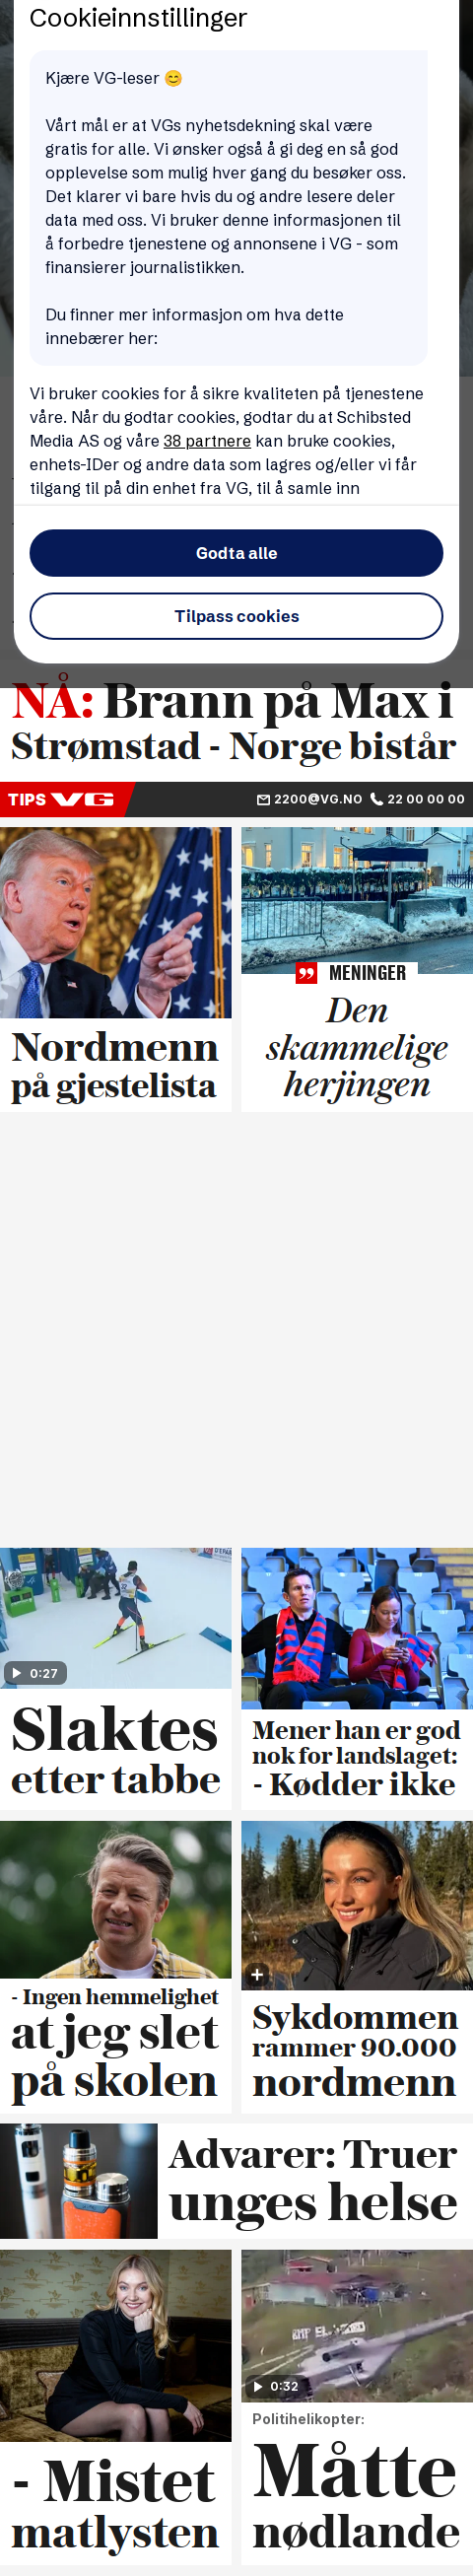 Cookieinnstillinger
Kjære VG-leser 😊
Vårt mål er at VGs nyhetsdekning skal være
gratis for alle. Vi ønsker også å gi deg en så god
opplevelse som mulig hver gang du besøker oss.
Det klarer vi bare hvis du og andre lesere deler
data med oss. Vi bruker denne informasjonen til
å forbedre tjenestene og annonsene i VG - som
finansierer journalistikken.
Du finner mer informasjon om hva dette
innebærer her:
Vi bruker cookies for å sikre kvaliteten på tjenestene
våre. Når du godtar cookies, godtar du at Schibsted
Media AS og våre 38 partnere kan bruke cookies,
enhets-IDer og andre data som lagres og/eller vi får
tilgang til på din enhet fra VG, til å samle inn
Godta alle
Tilpass cookies
NÅ: Brann på Max i
Strømstad - Norge bistår
TIPS VG
2200@VG.NO 22 00 00 00
Nordmenn
på gjestelista
MENINGER
Den
skammelige
herjingen
0:27
Slaktes
etter tabbe
Mener han er god
nok for landslaget:
- Kødder ikke
- Ingen hemmelighet
at jeg slet
på skolen
Sykdommen
rammer 90.000
nordmenn
Advarer: Truer
unges helse
- Mistet
matlysten
0:32
Politihelikopter:
Måtte
nødlande